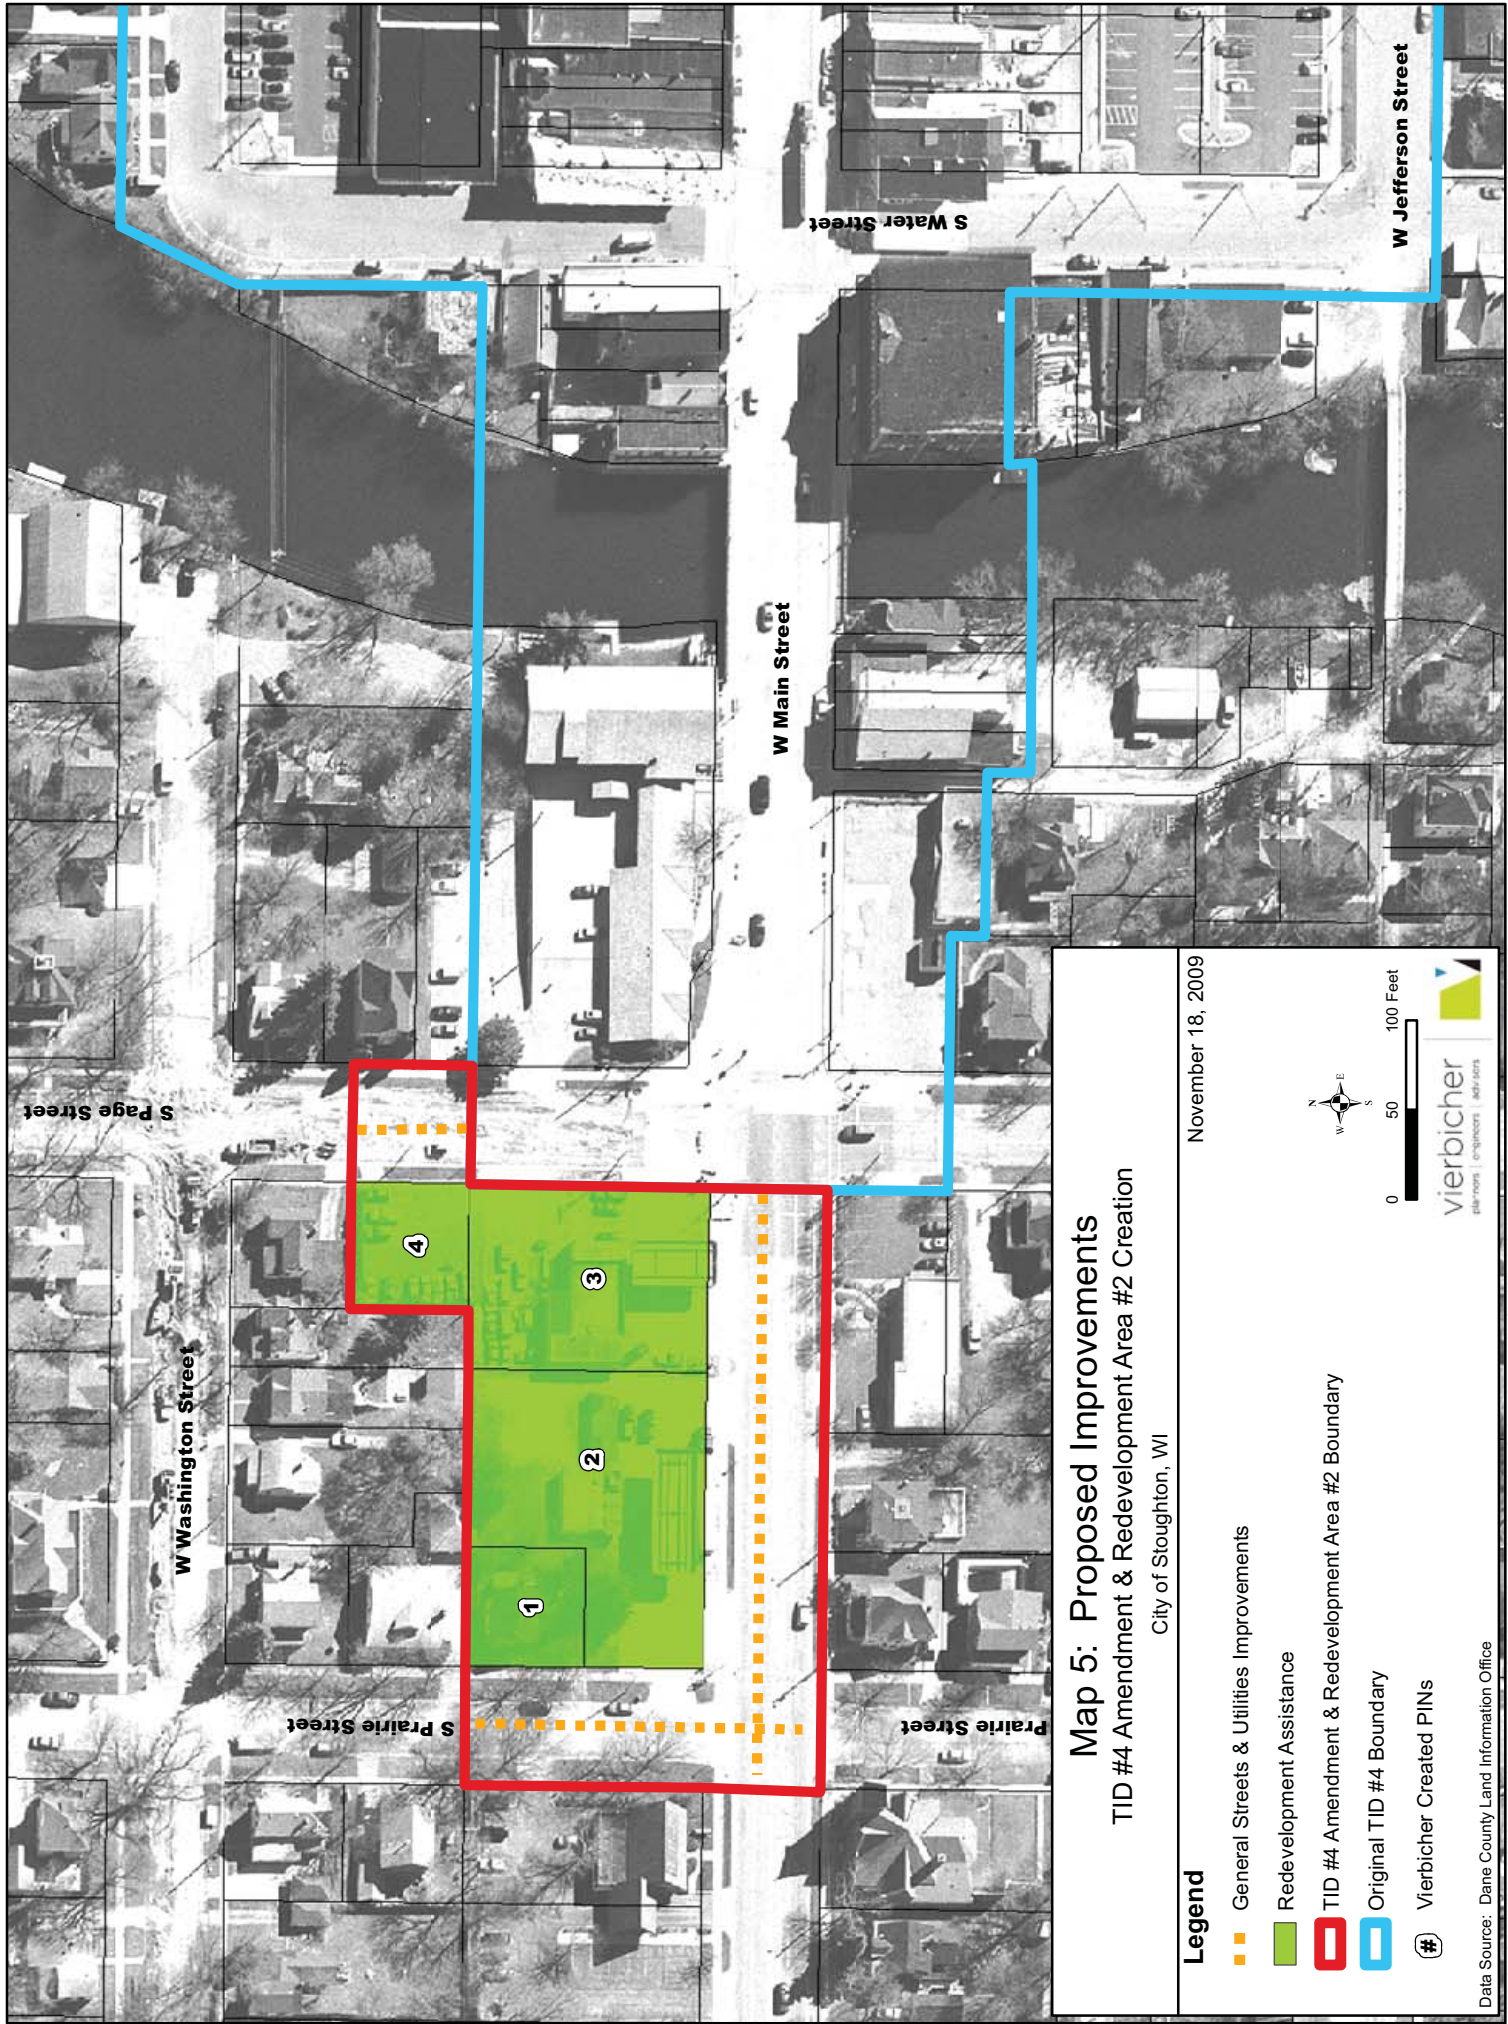 S Page Street
W Washington Street
S Prairie Street
Prairie Street
W Main Street
S Water Street
W Jefferson Street
1
2
3
4
Map 5: Proposed Improvements
TID #4 Amendment & Redevelopment Area #2 Creation
City of Stoughton, WI
November 18, 2009
Legend
General Streets & Utilities Improvements
Redevelopment Assistance
TID #4 Amendment & Redevelopment Area #2 Boundary
Original TID #4 Boundary
# Vierbicher Created PINs
N
W E
S
0 50 100 Feet
vierbicher
planners | engineers | advisors
Data Source: Dane County Land Information Office